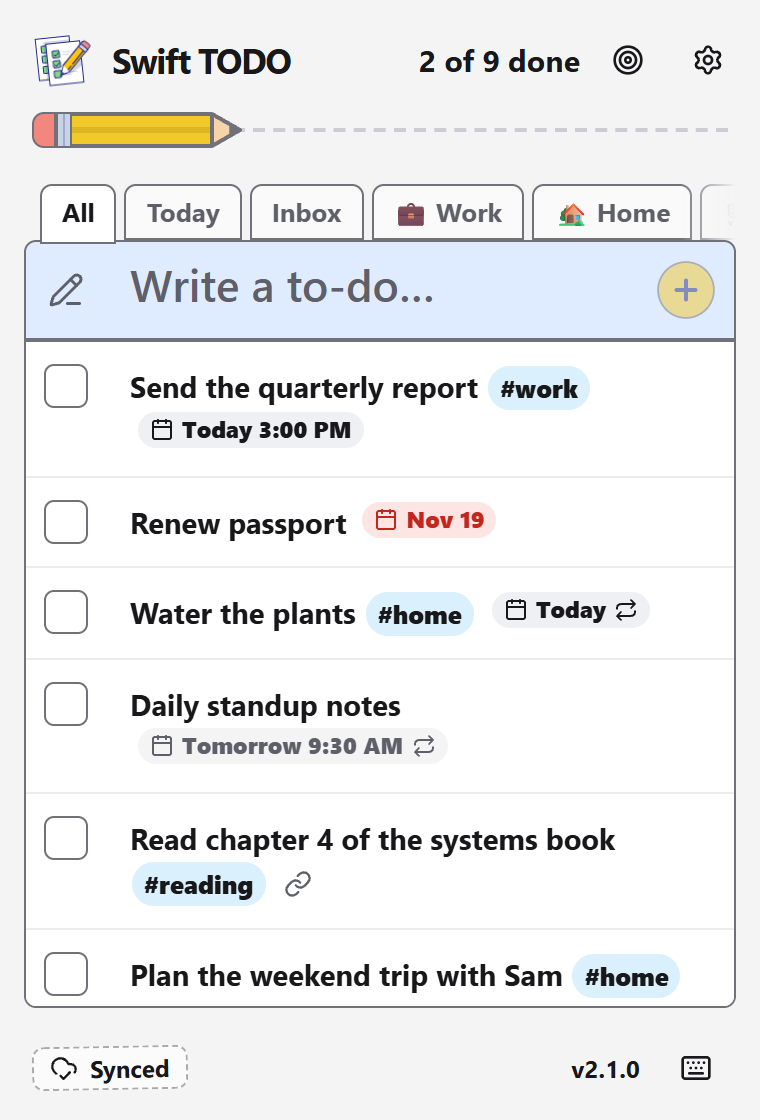 Swift TODO
2 of 9 done
All
Today
Inbox
Work
Home
Write a to-do...
Send the quarterly report #work
Today 3:00 PM
Renew passport Nov 19
Water the plants #home Today
Daily standup notes
Tomorrow 9:30 AM
Read chapter 4 of the systems book
#reading
Plan the weekend trip with Sam #home
Synced
v2.1.0